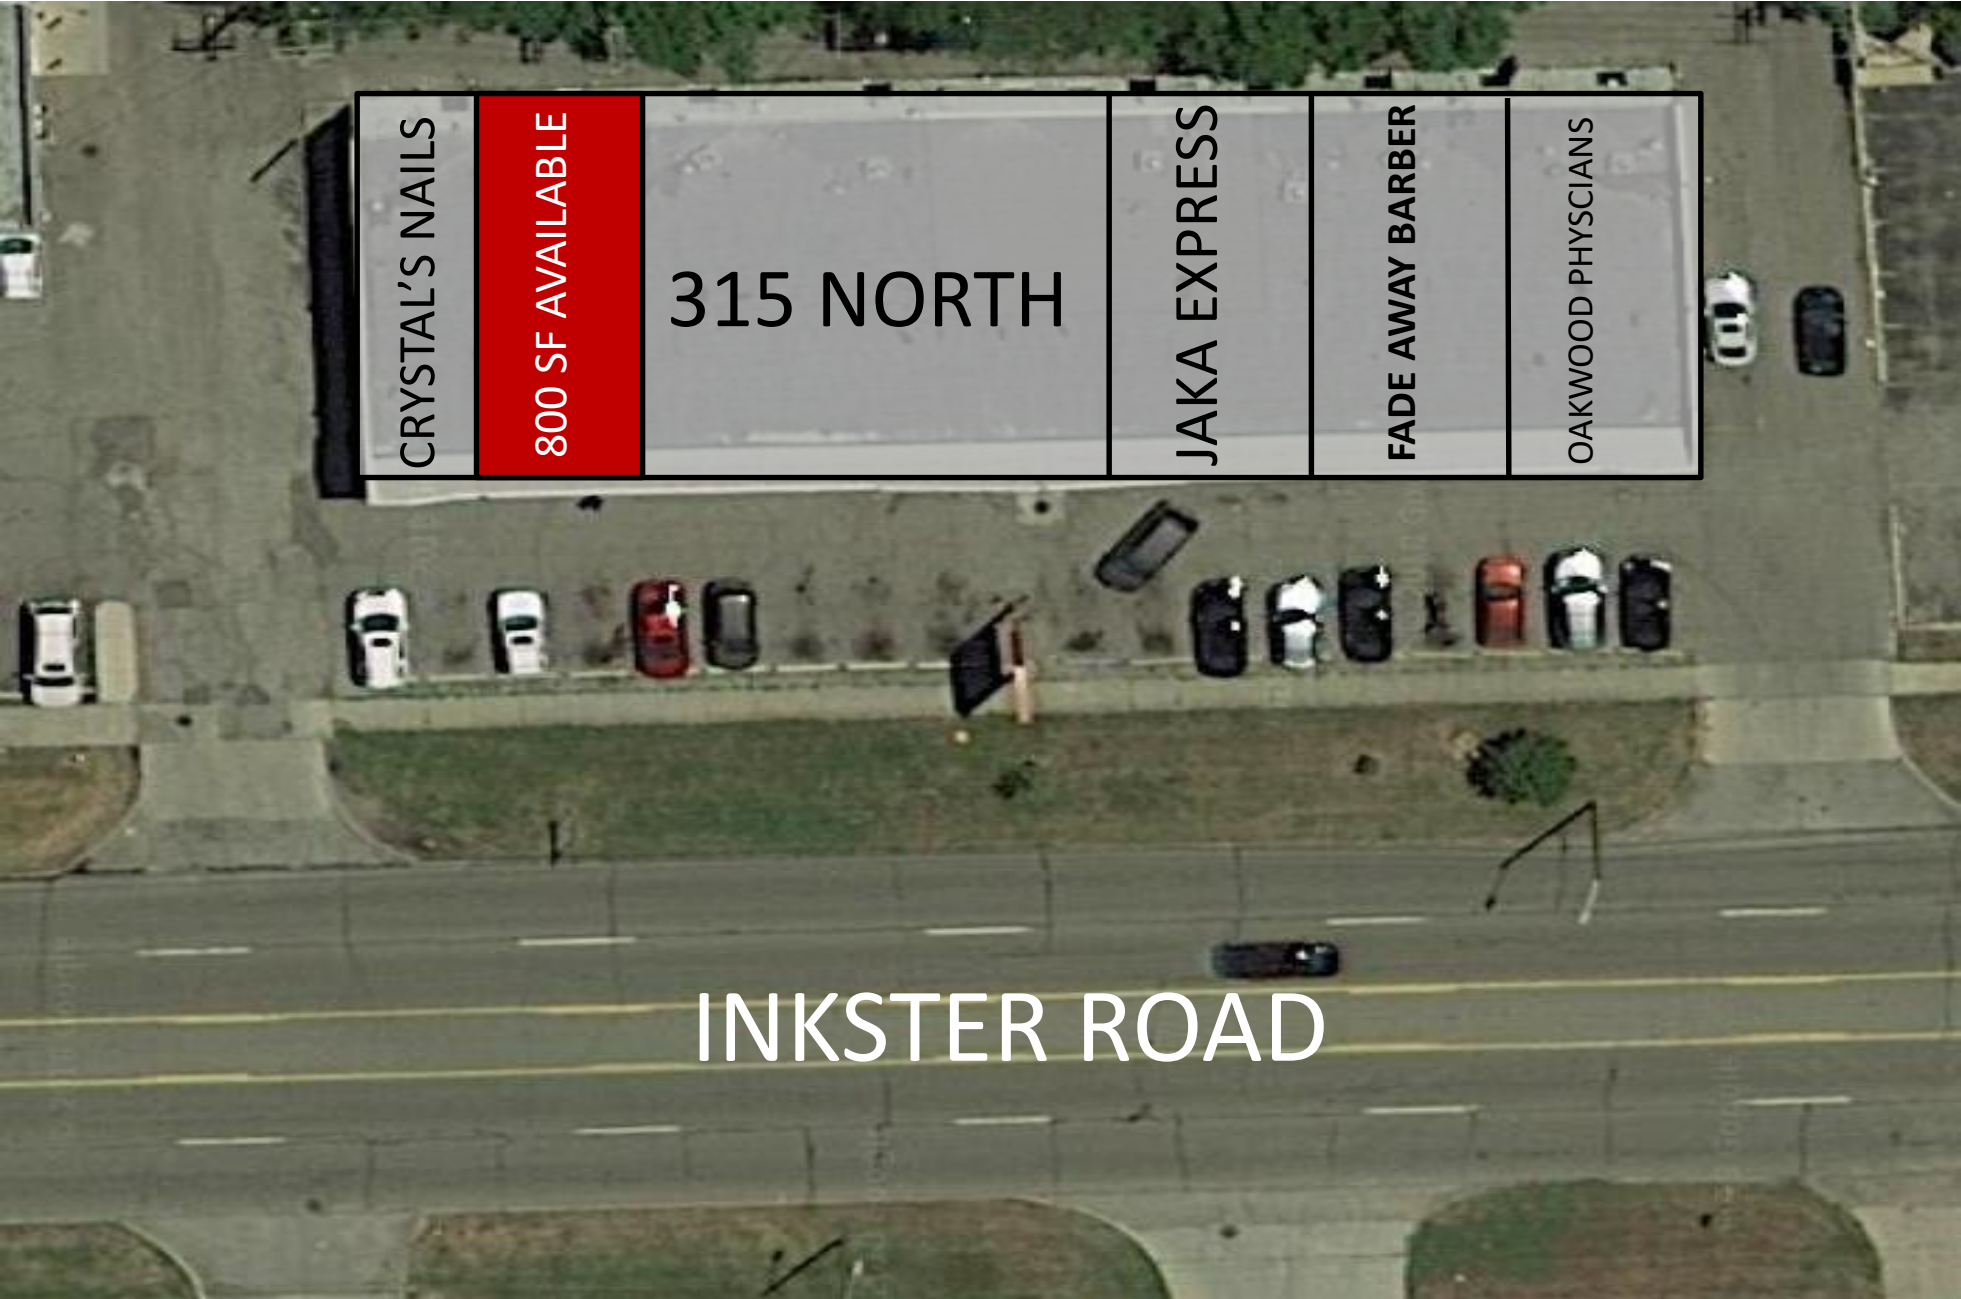 CRYSTAL'S NAILS
800 SF AVAILABLE
315 NORTH
JAKA EXPRESS
FADE AWAY BARBER
OAKWOOD PHYSCIANS
INKSTER ROAD